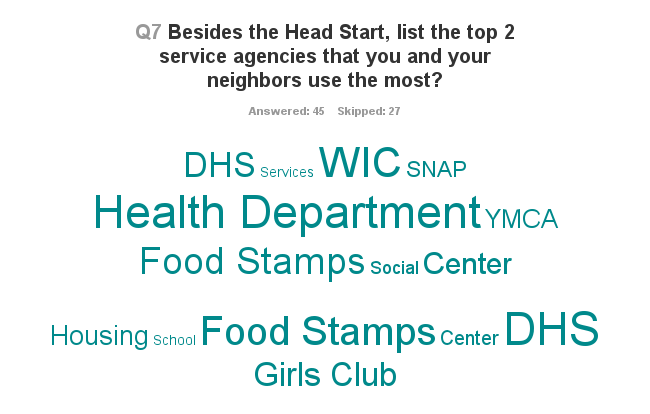 Q7 Besides the Head Start, list the top 2
service agencies that you and your
neighbors use the most?
Answered: 45 Skipped: 27
DHS Services WIC SNAP
Health Department YMCA
Food Stamps Social Center
Housing School Food Stamps Center DHS
Girls Club